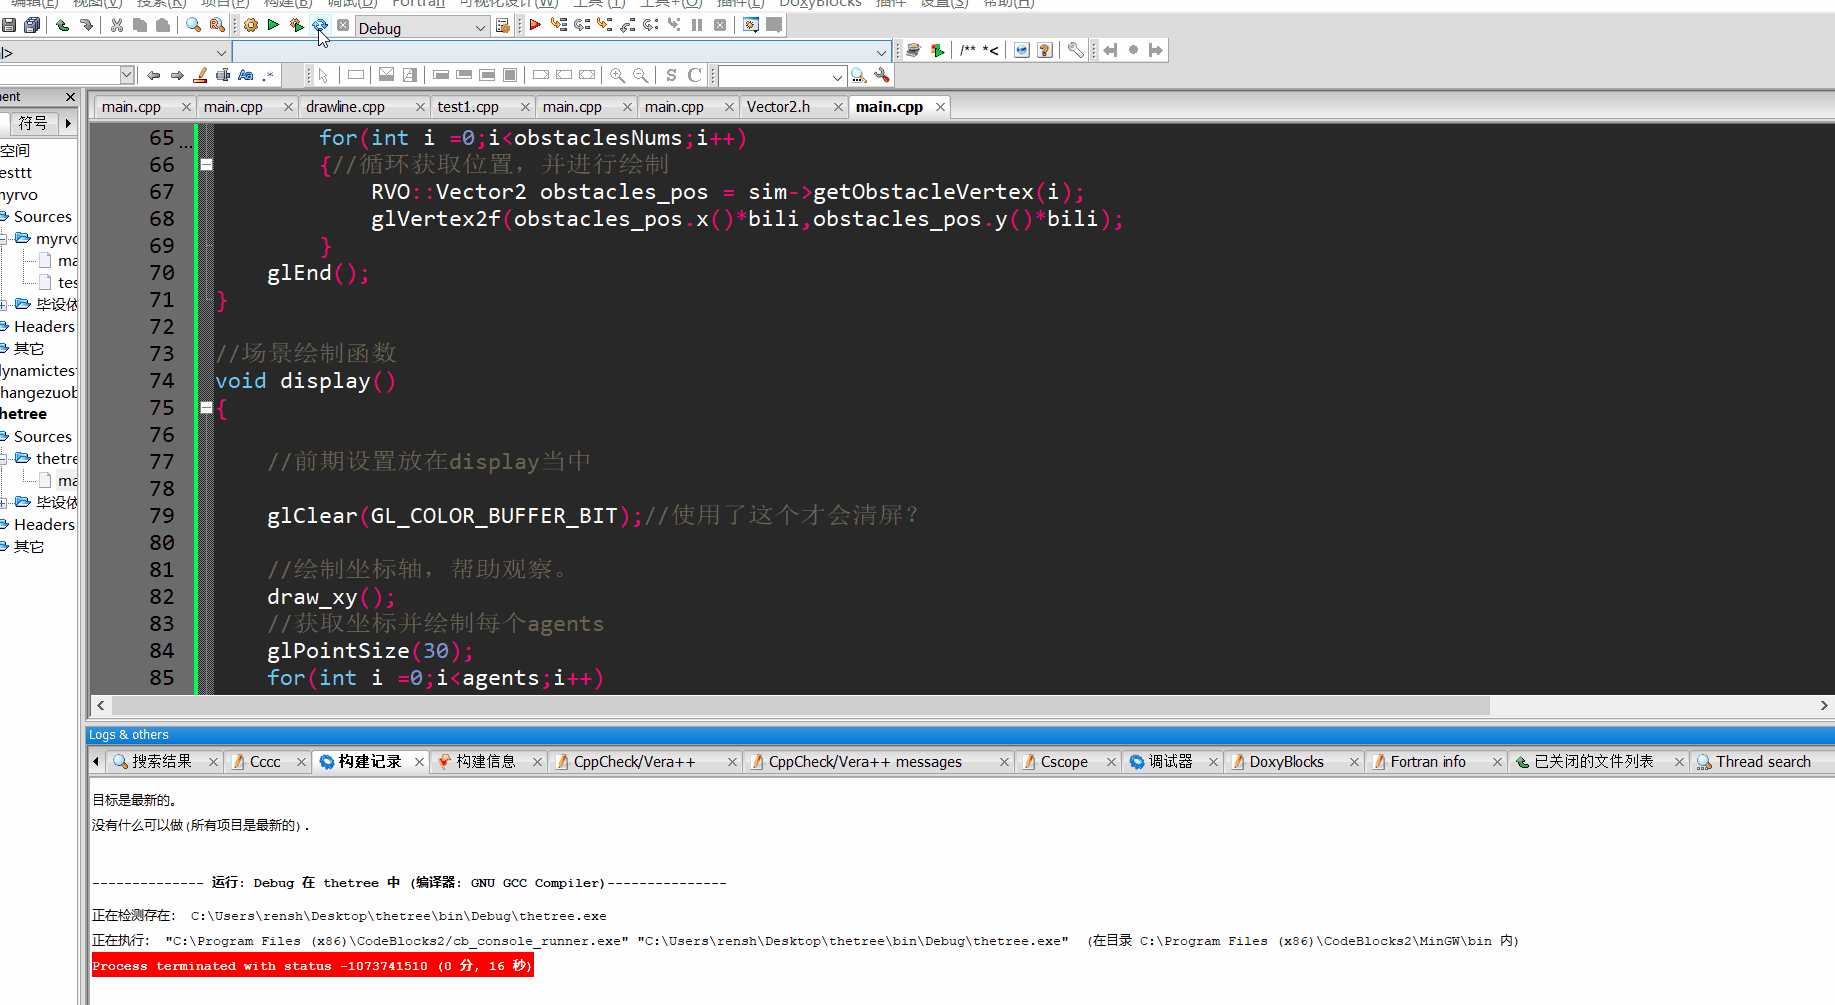 编辑(E) 视图(V) 搜索(R) 项目(P) 构建(B) 调试(D) Fortran 可视化设计(W) 工具(T) 工具+(O) 插件(L) DoxyBlocks 插件 设置(S) 帮助(H)
Debug
l>
/** *<
Aa .*
S C
ent
main.cpp main.cpp drawline.cpp test1.cpp main.cpp main.cpp Vector2.h main.cpp
符号
空间
esttt
myrvo
Sources
myrvo
ma
tes
毕设依
Headers
其它
dynamictes
hangezuob
hetree
Sources
thetre
ma
毕设依
Headers
其它
65 for(int i =0;i<obstaclesNums;i++)
66 {//循环获取位置，并进行绘制
67 RVO::Vector2 obstacles_pos = sim->getObstacleVertex(i);
68 glVertex2f(obstacles_pos.x()*bili,obstacles_pos.y()*bili);
69 }
70 glEnd();
71 }
72
73 //场景绘制函数
74 void display()
75 {
76
77 //前期设置放在display当中
78
79 glClear(GL_COLOR_BUFFER_BIT);//使用了这个才会清屏？
80
81 //绘制坐标轴，帮助观察。
82 draw_xy();
83 //获取坐标并绘制每个agents
84 glPointSize(30);
85 for(int i =0;i<agents;i++)
Logs & others
搜索结果 Cccc 构建记录 构建信息 CppCheck/Vera++ CppCheck/Vera++ messages Cscope 调试器 DoxyBlocks Fortran info 已关闭的文件列表 Thread search
目标是最新的。
没有什么可以做(所有项目是最新的).
-------------- 运行: Debug 在 thetree 中 (编译器: GNU GCC Compiler)---------------
正在检测存在: C:\Users\rensh\Desktop\thetree\bin\Debug\thetree.exe
正在执行: "C:\Program Files (x86)\CodeBlocks2/cb_console_runner.exe" "C:\Users\rensh\Desktop\thetree\bin\Debug\thetree.exe" (在目录 C:\Program Files (x86)\CodeBlocks2\MinGW\bin 内)
Process terminated with status -1073741510 (0 分, 16 秒)